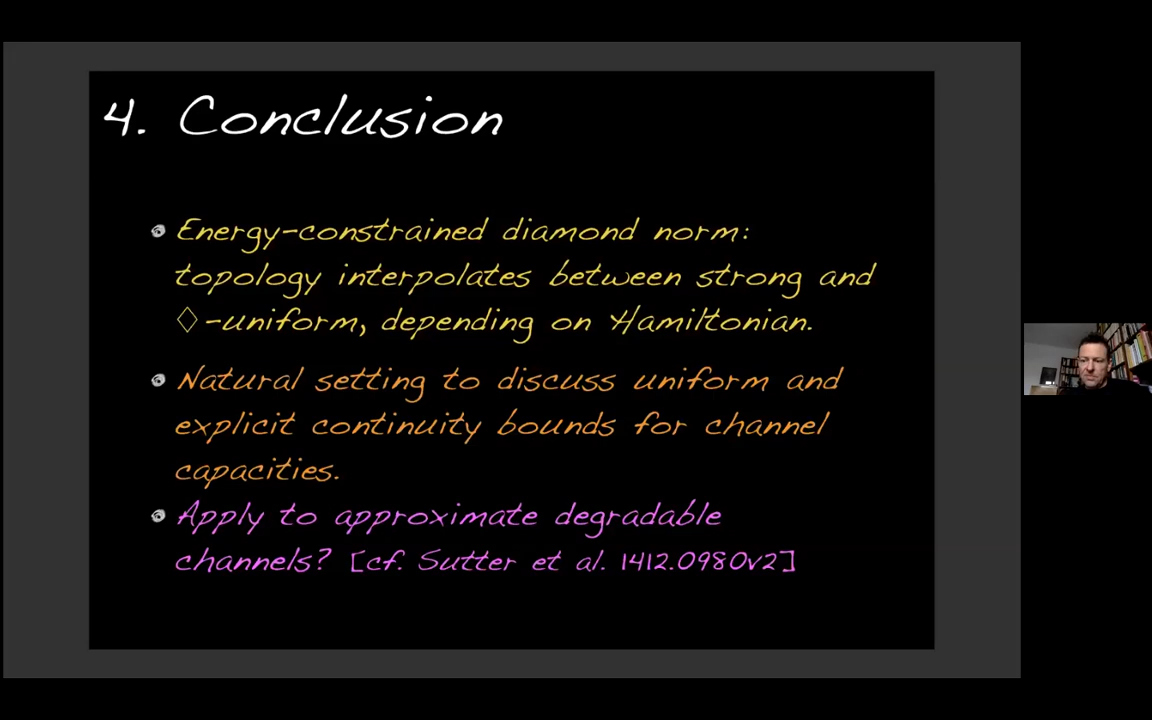 4. Conclusion
Energy-constrained diamond norm:
topology interpolates between strong and
◇-uniform, depending on Hamiltonian.
Natural setting to discuss uniform and
explicit continuity bounds for channel
capacities.
Apply to approximate degradable
channels? [cf. Sutter et al. 1412.0980v2]